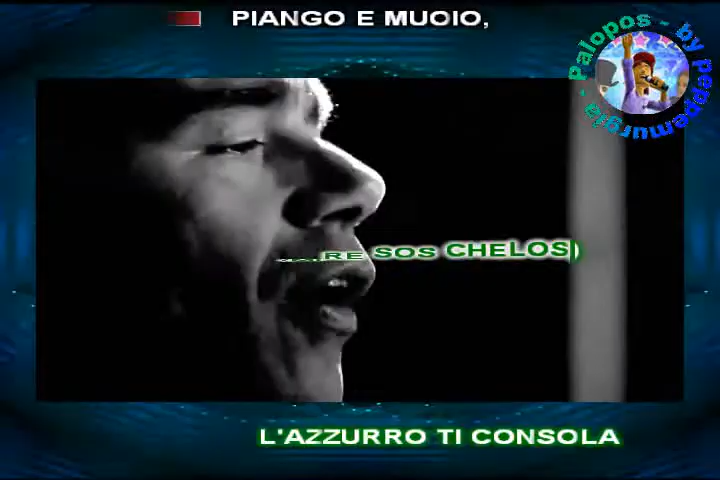 PIANGO E MUOIO,
Palopos - by peppemurgia -
RE SOS CHELOS)
L'AZZURRO TI CONSOLA